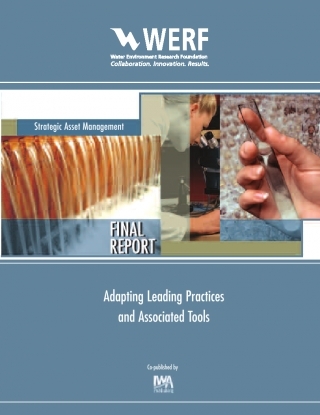 WERF
Water Environment Research Foundation
Collaboration. Innovation. Results.
Strategic Asset Management
FINAL
REPORT
Adapting Leading Practices
and Associated Tools
Co-published by
IWA
Publishing